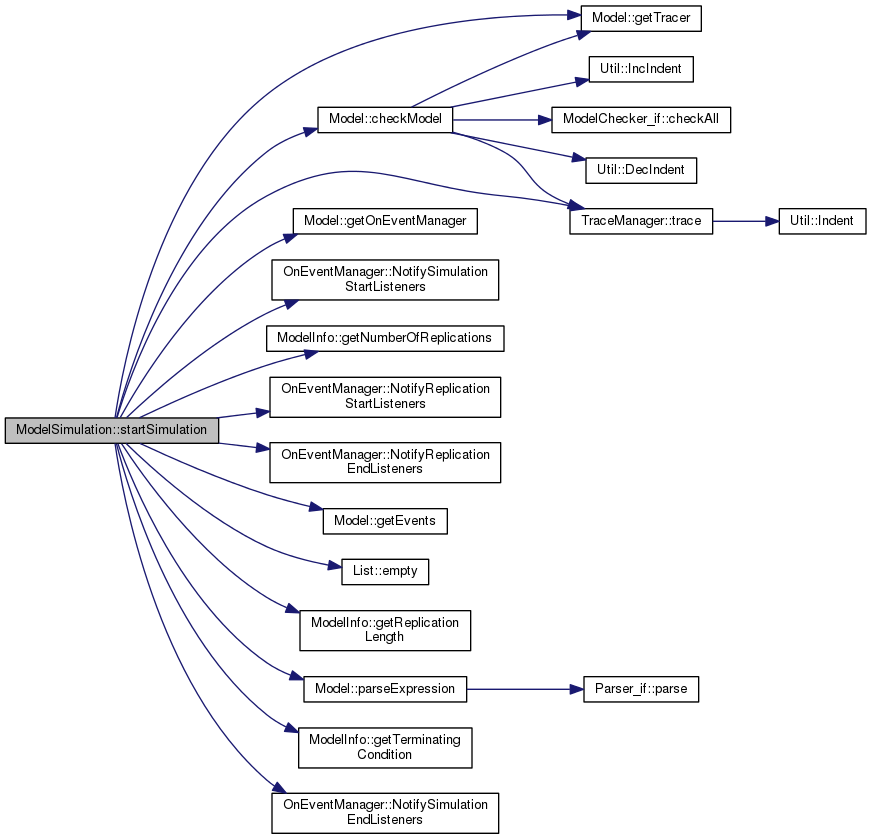 Model::getTracer
Util::IncIndent
Model::checkModel
ModelChecker_if::checkAll
Util::DecIndent
TraceManager::trace
Util::Indent
Model::getOnEventManager
OnEventManager::NotifySimulation
StartListeners
ModelInfo::getNumberOfReplications
OnEventManager::NotifyReplication
StartListeners
ModelSimulation::startSimulation
OnEventManager::NotifyReplication
EndListeners
Model::getEvents
List::empty
ModelInfo::getReplication
Length
Model::parseExpression
Parser_if::parse
ModelInfo::getTerminating
Condition
OnEventManager::NotifySimulation
EndListeners